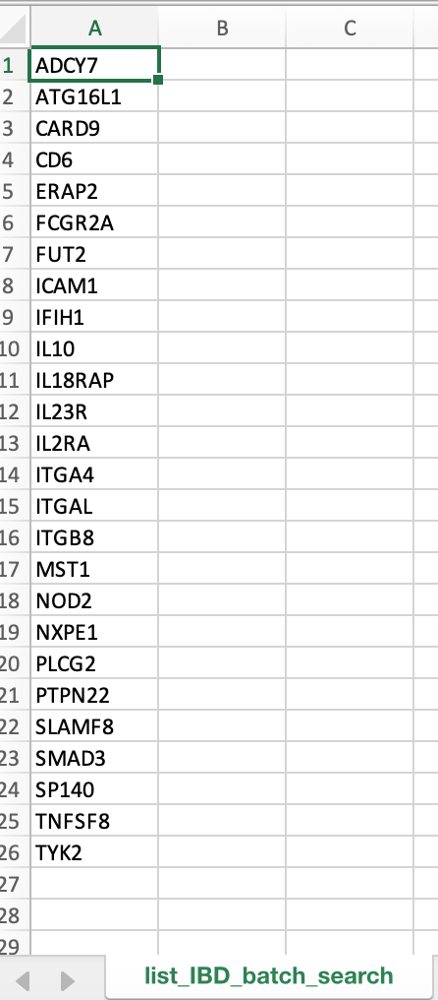 A B C
1 ADCY7
2 ATG16L1
3 CARD9
4 CD6
5 ERAP2
6 FCGR2A
7 FUT2
8 ICAM1
9 IFIH1
10 IL10
11 IL18RAP
12 IL23R
13 IL2RA
14 ITGA4
15 ITGAL
16 ITGB8
17 MST1
18 NOD2
19 NXPE1
20 PLCG2
21 PTPN22
22 SLAMF8
23 SMAD3
24 SP140
25 TNFSF8
26 TYK2
27
28
29
list_IBD_batch_search